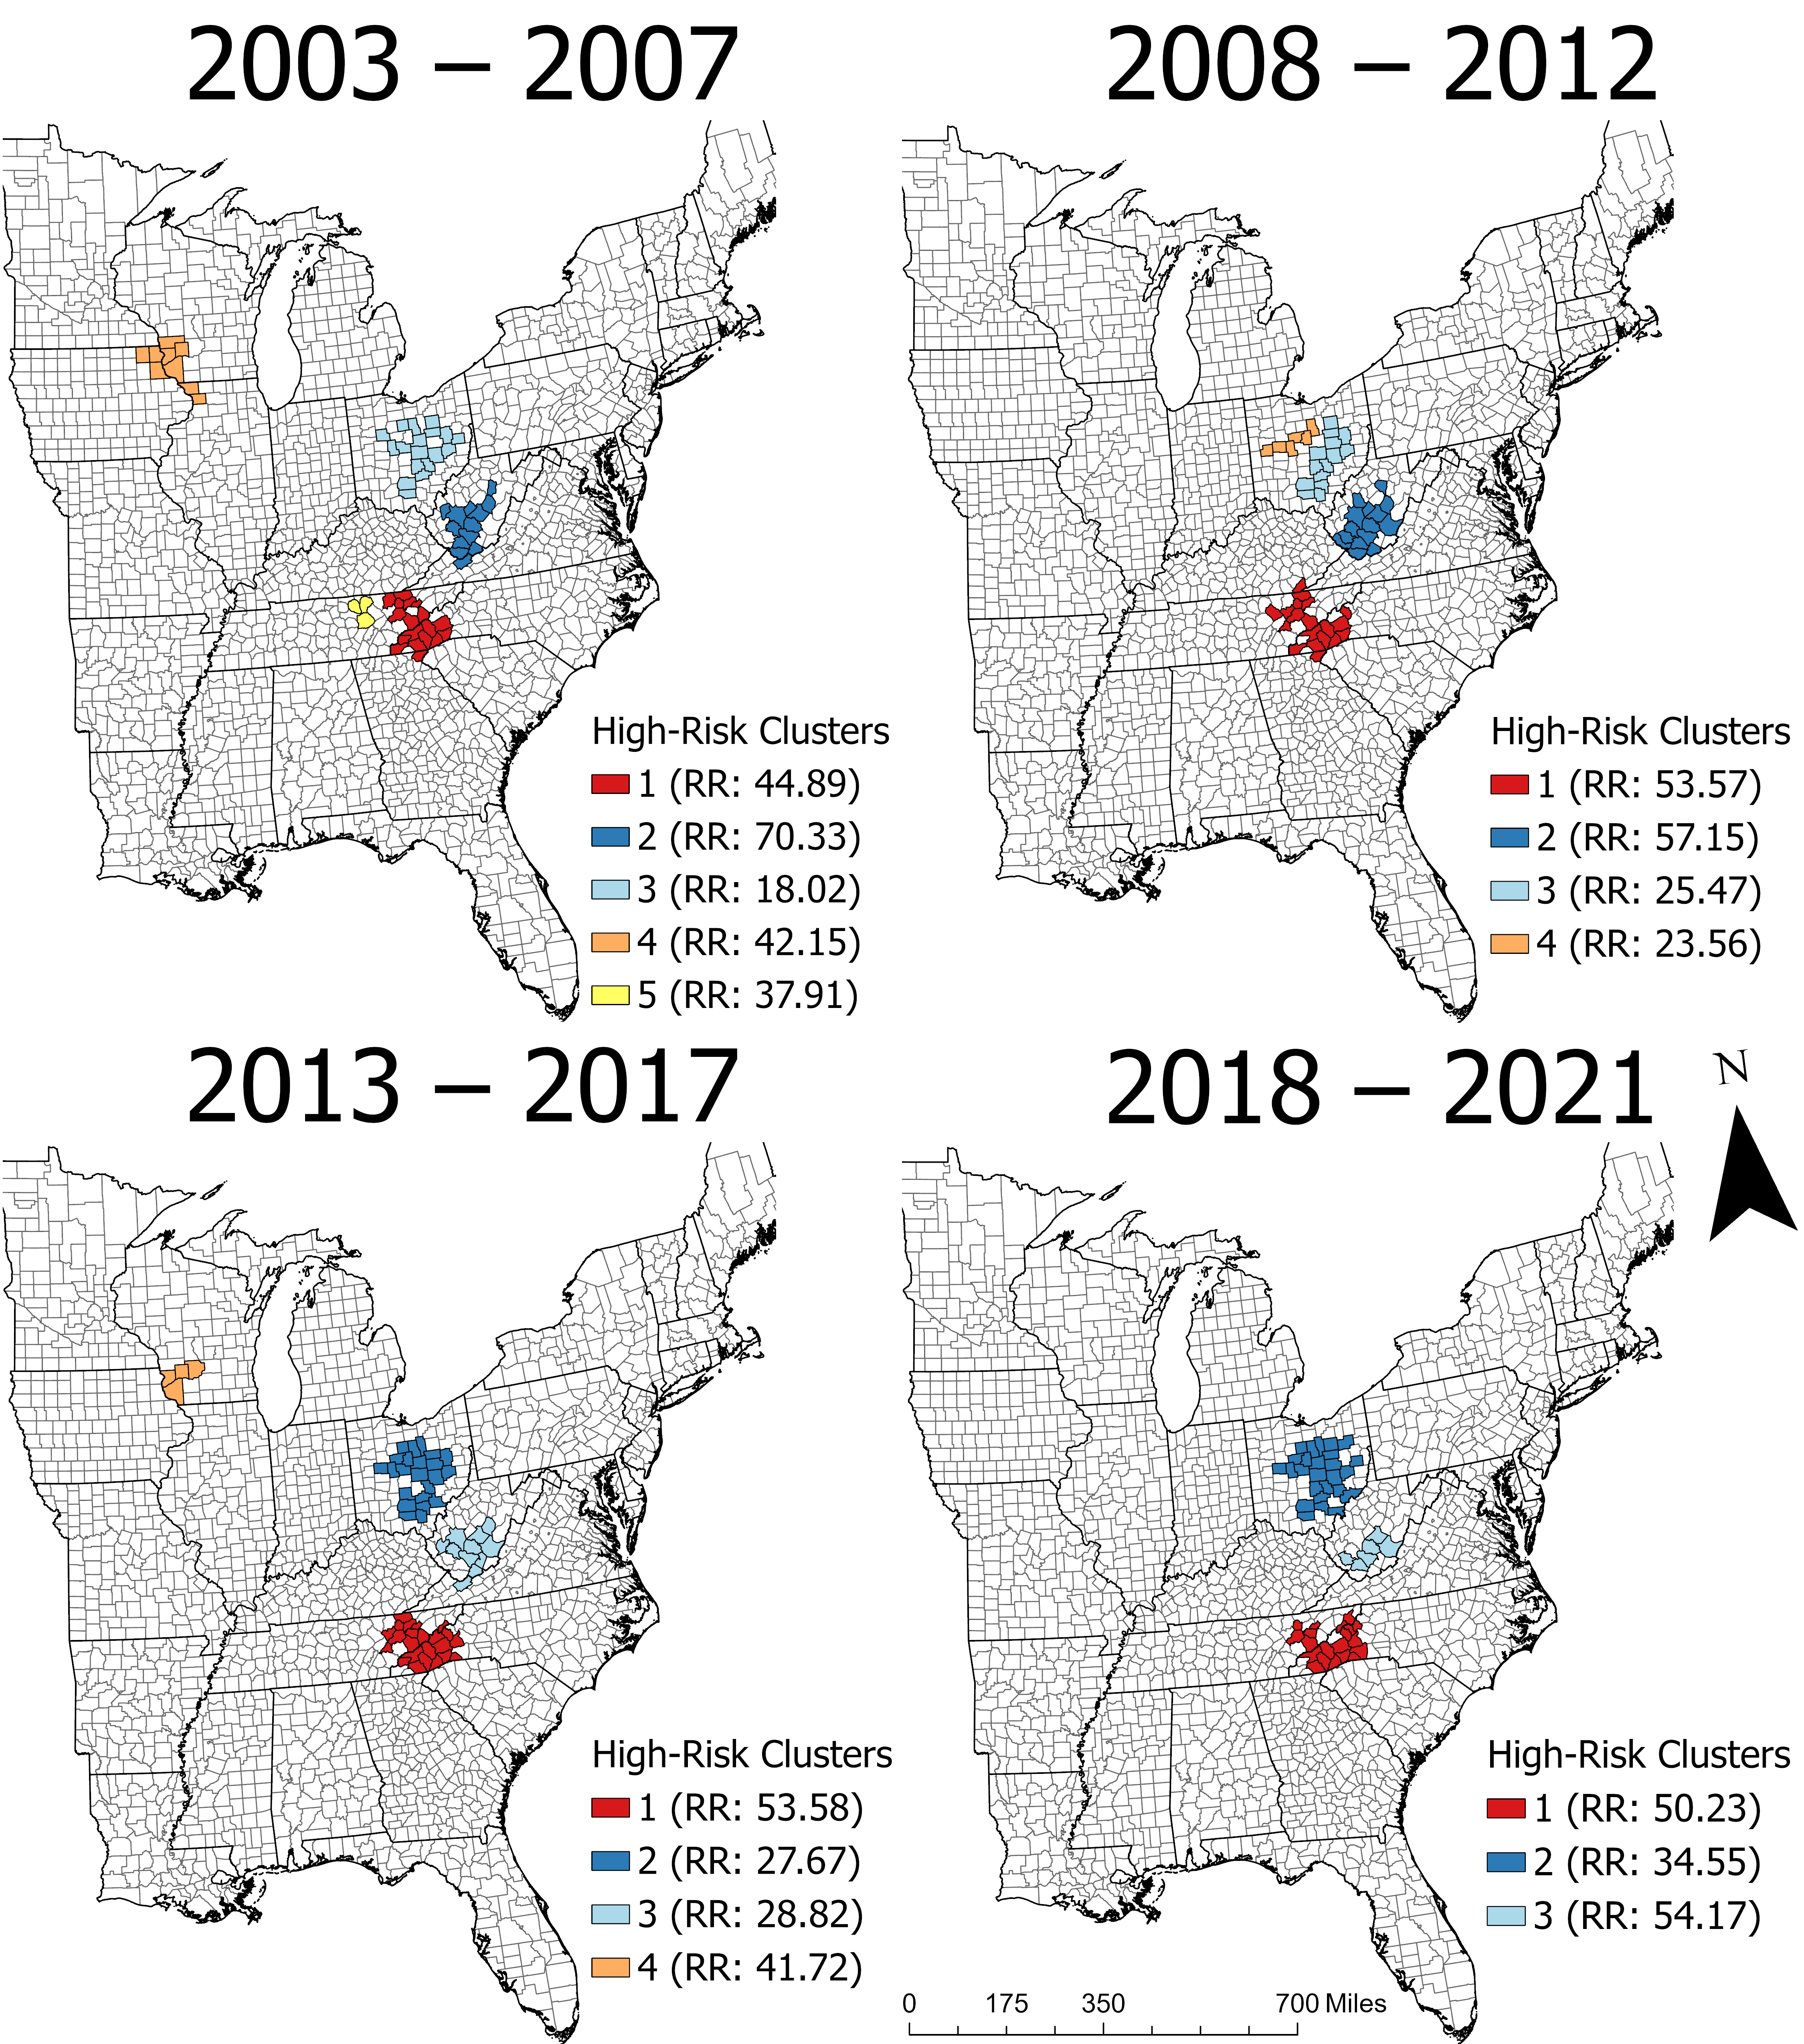 2003 – 2007
High-Risk Clusters
1 (RR: 44.89)
2 (RR: 70.33)
3 (RR: 18.02)
4 (RR: 42.15)
5 (RR: 37.91)
2008 – 2012
High-Risk Clusters
1 (RR: 53.57)
2 (RR: 57.15)
3 (RR: 25.47)
4 (RR: 23.56)
2013 – 2017
High-Risk Clusters
1 (RR: 53.58)
2 (RR: 27.67)
3 (RR: 28.82)
4 (RR: 41.72)
2018 – 2021
N
High-Risk Clusters
1 (RR: 50.23)
2 (RR: 34.55)
3 (RR: 54.17)
0 175 350 700 Miles